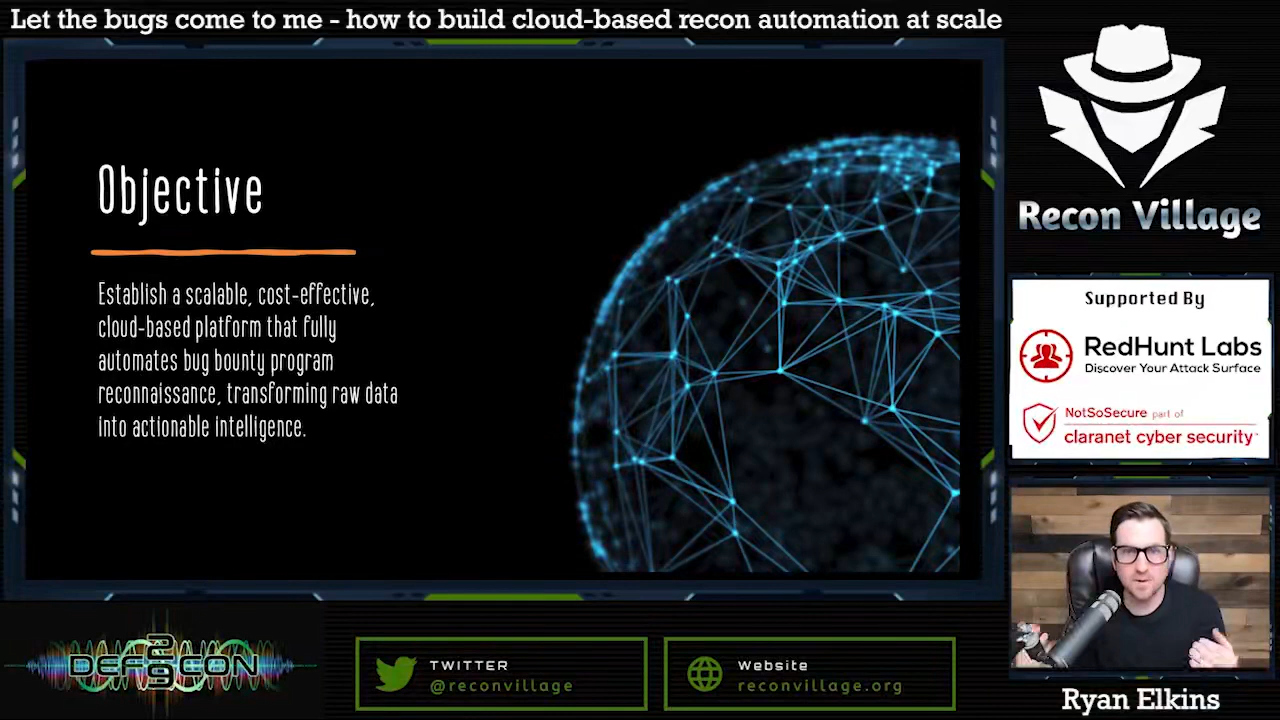 Let the bugs come to me - how to build cloud-based recon automation at scale
Objective
Establish a scalable, cost-effective,
cloud-based platform that fully
automates bug bounty program
reconnaissance, transforming raw data
into actionable intelligence.
Recon Village
Supported By
RedHunt Labs
Discover Your Attack Surface
NotSoSecure part of
claranet cyber security
Ryan Elkins
DEF CON
29
TWITTER
@reconvillage
Website
reconvillage.org